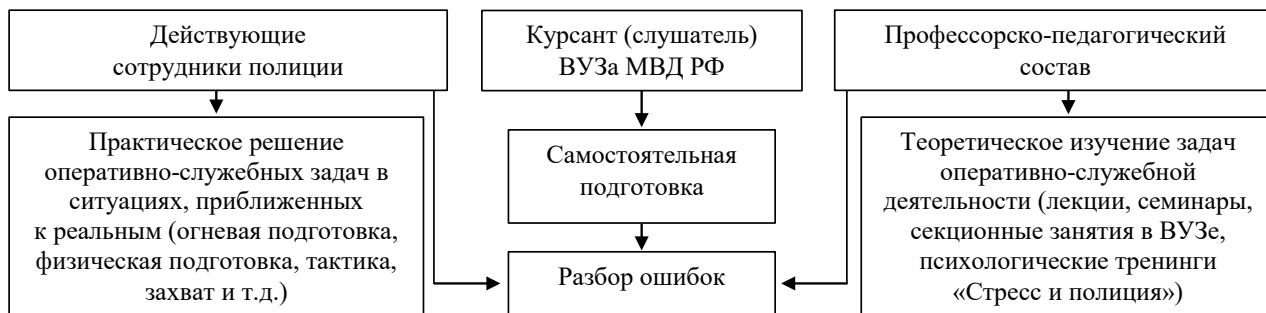 Действующие
сотрудники полиции
Курсант (слушатель)
ВУЗа МВД РФ
Профессорско-педагогический
состав
Практическое решение
оперативно-служебных задач в
ситуациях, приближенных
к реальным (огневая подготовка,
физическая подготовка, тактика,
захват и т.д.)
Самостоятельная
подготовка
Теоретическое изучение задач
оперативно-служебной
деятельности (лекции, семинары,
секционные занятия в ВУЗе,
психологические тренинги
«Стресс и полиция»)
Разбор ошибок